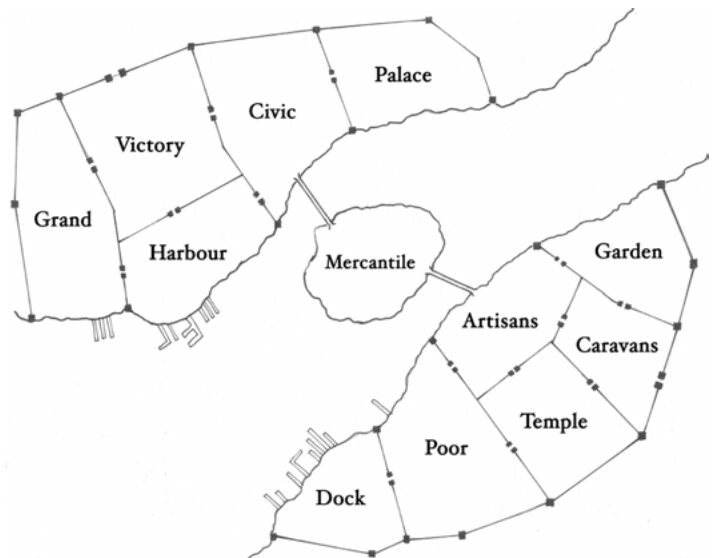 Palace
Civic
Victory
Grand
Harbour
Mercantile
Garden
Artisans
Caravans
Temple
Poor
Dock